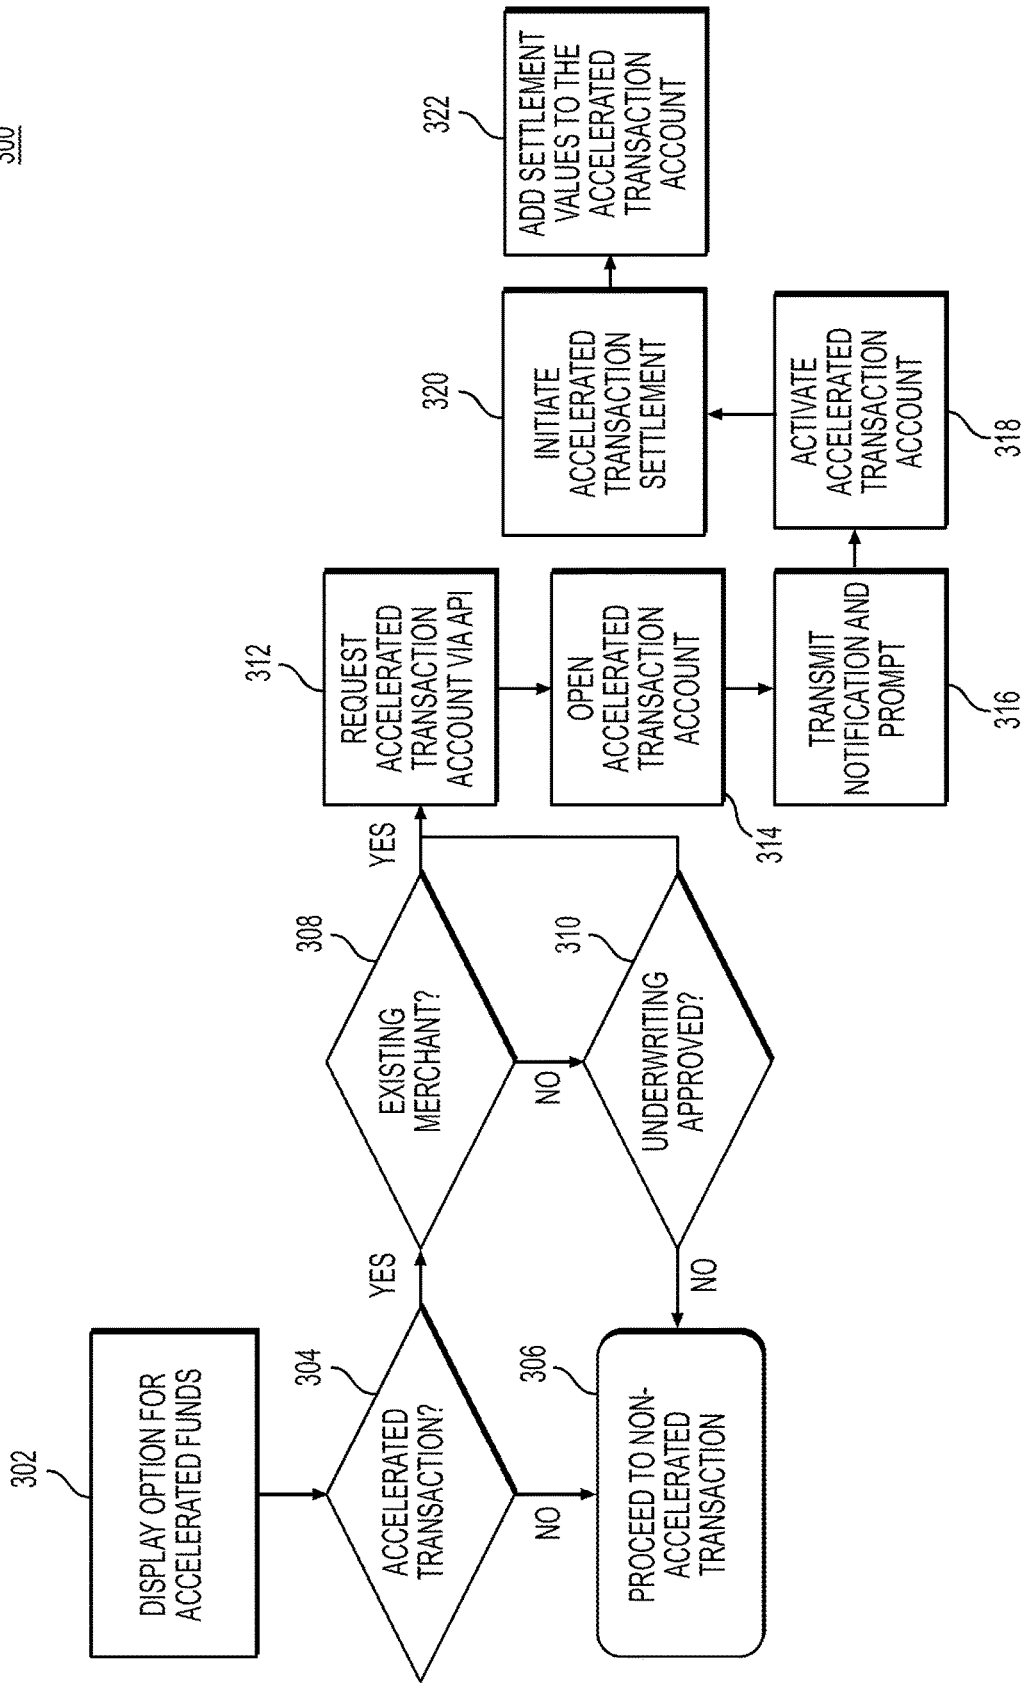 300
302
DISPLAY OPTION FOR
ACCELERATED FUNDS
304
ACCELERATED
TRANSACTION?
YES
NO
306
PROCEED TO NON-
ACCELERATED
TRANSACTION
308
EXISTING
MERCHANT?
YES
NO
310
UNDERWRITING
APPROVED?
NO
312
REQUEST
ACCELERATED
TRANSACTION
ACCOUNT VIA API
OPEN
ACCELERATED
TRANSACTION
ACCOUNT
314
TRANSMIT
NOTIFICATION AND
PROMPT
316
ACTIVATE
ACCELERATED
TRANSACTION
ACCOUNT
318
320
INITIATE
ACCELERATED
TRANSACTION
SETTLEMENT
322
ADD SETTLEMENT
VALUES TO THE
ACCELERATED
TRANSACTION
ACCOUNT